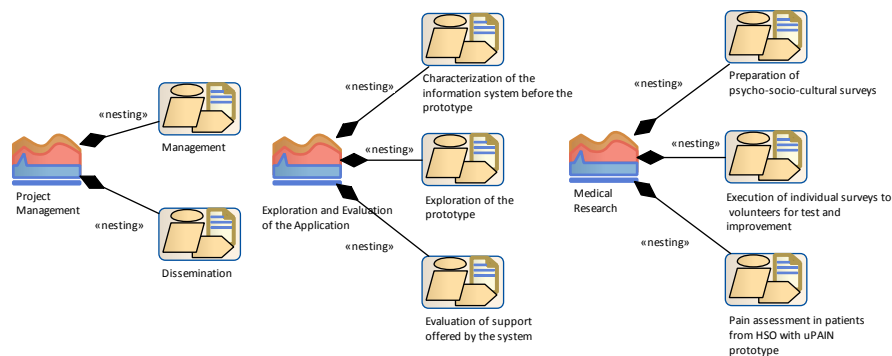 «nesting»
Management
Project
Management
«nesting»
Dissemination
«nesting»
Characterization of the
information system before the
prototype
«nesting»
Exploration and Evaluation
of the Application
Exploration of the
prototype
«nesting»
Evaluation of support
offered by the system
«nesting»
Preparation of
psycho-socio-cultural surveys
«nesting»
Medical
Research
Execution of individual surveys to
volunteers for test and
improvement
«nesting»
Pain assessment in patients
from HSO with uPAIN
prototype